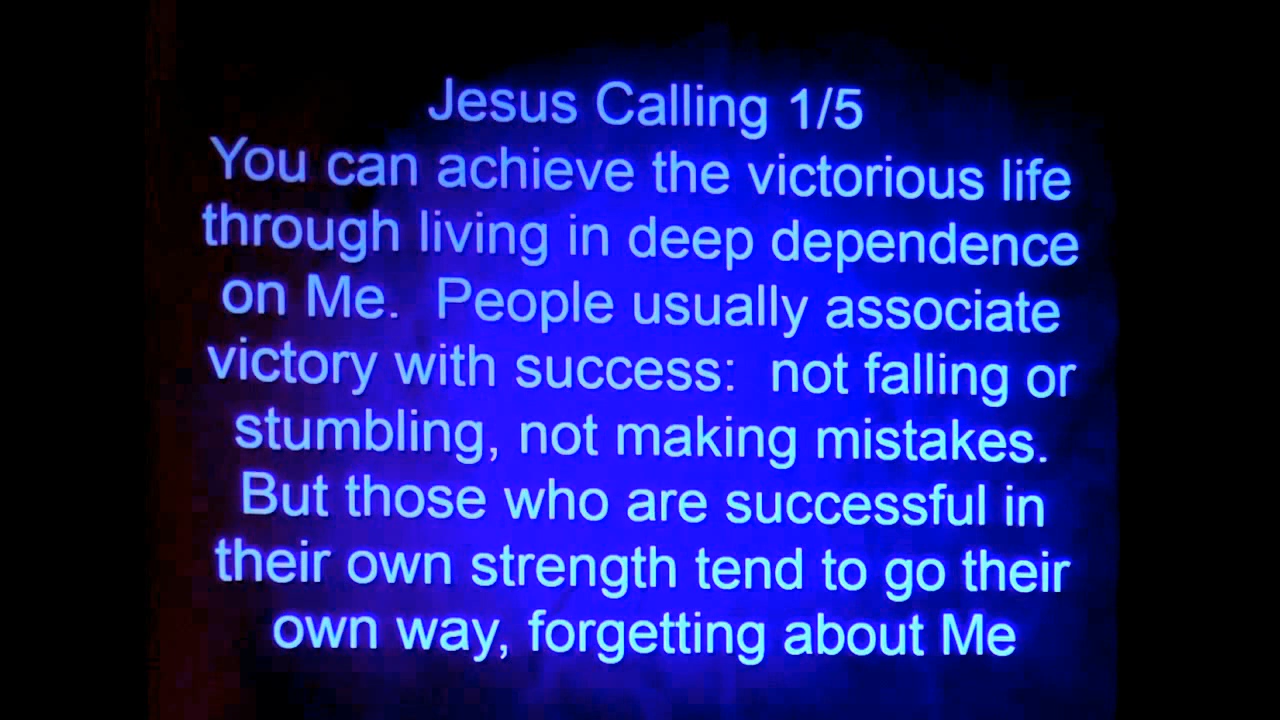 Jesus Calling 1/5
You can achieve the victorious life
through living in deep dependence
on Me.  People usually associate
victory with success:  not falling or
stumbling, not making mistakes.
But those who are successful in
their own strength tend to go their
own way, forgetting about Me